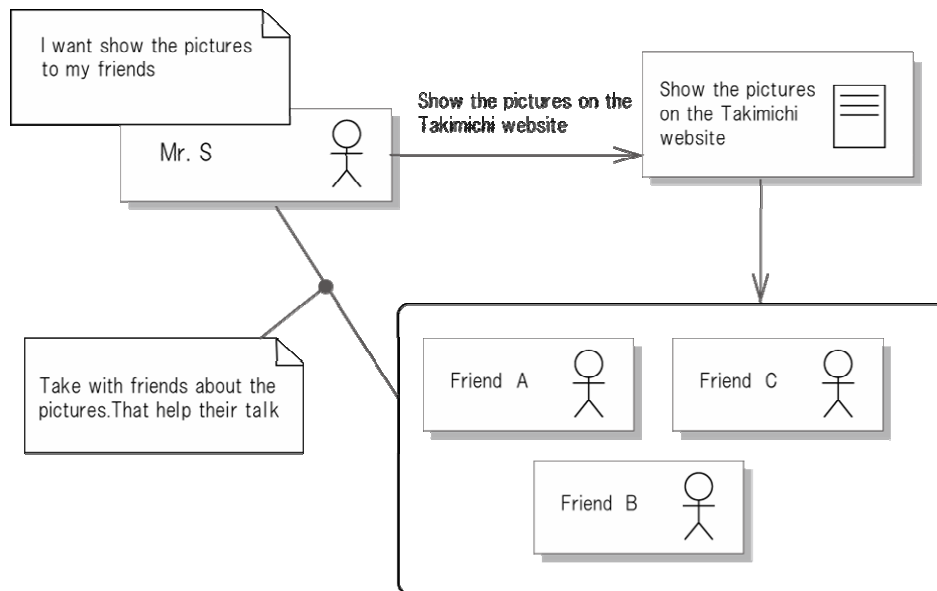 I want show the pictures
to my friends
Mr. S
Show the pictures on the
Takimichi website
Show the pictures
on the Takimichi
website
Take with friends about the
pictures.That help their talk
Friend A
Friend C
Friend B